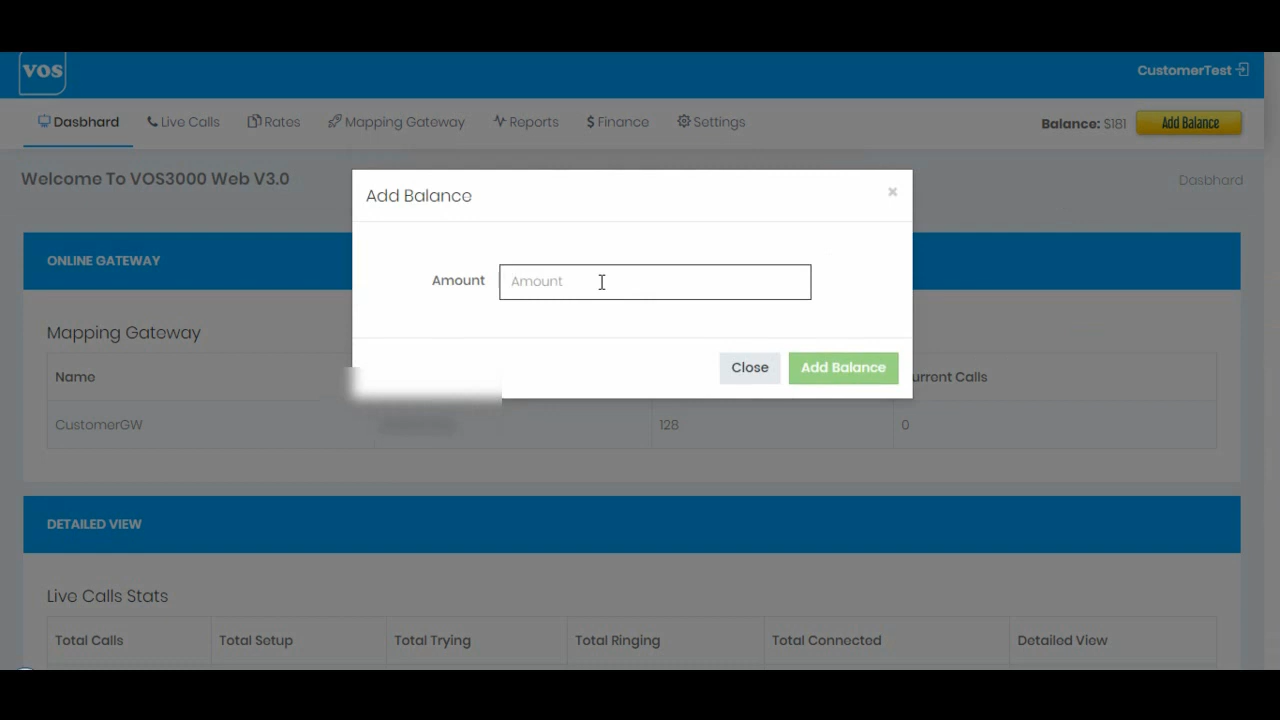 VOS
CustomerTest
Dasbhard Live Calls Rates Mapping Gateway Reports $ Finance Settings Balance: $181 Add Balance
Welcome To VOS3000 Web V3.0 Dasbhard
Add Balance ×
ONLINE GATEWAY
Amount Amount
Mapping Gateway
Close Add Balance
Name urrent Calls
CustomerGW 128 0
DETAILED VIEW
Live Calls Stats
Total Calls Total Setup Total Trying Total Ringing Total Connected Detailed View